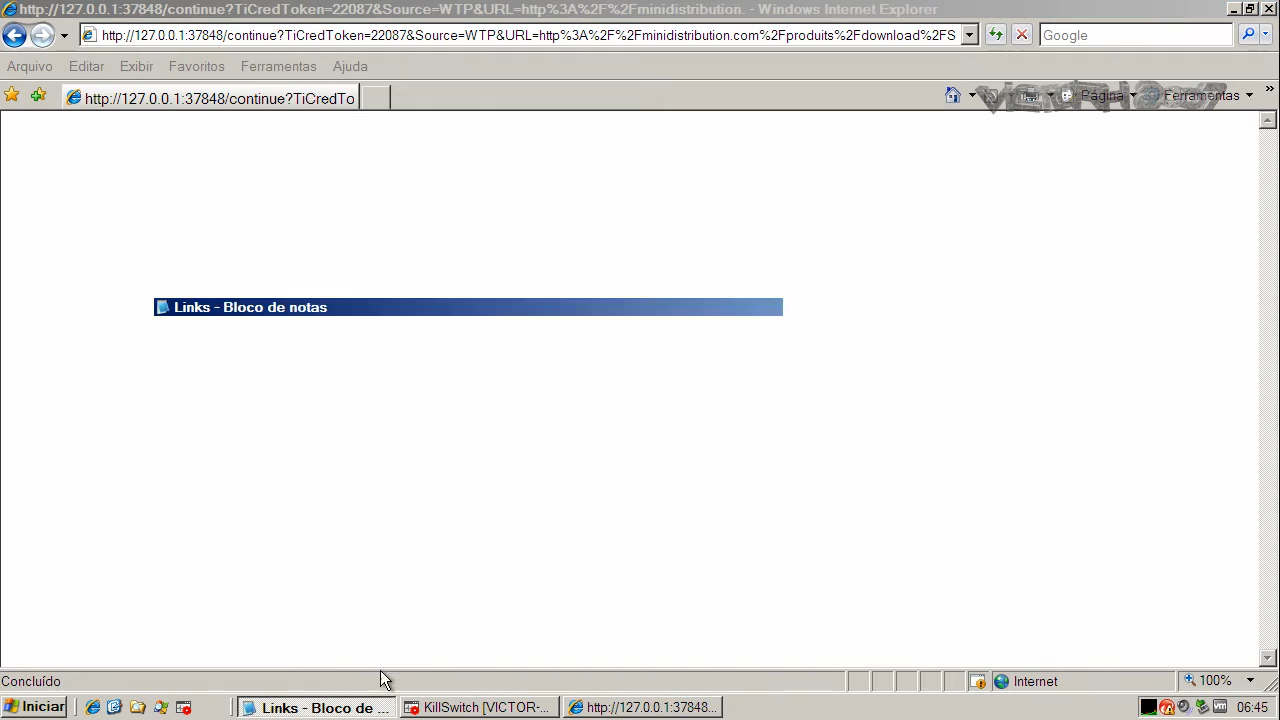 http://127.0.0.1:37848/continue?TiCredToken=22087&Source=WTP&URL=http%3A%2F%2Fminidistribution. - Windows Internet Explorer
http://127.0.0.1:37848/continue?TiCredToken=22087&Source=WTP&URL=http%3A%2F%2Fminidistribution.com%2Fproduits%2Fdownload%2FS
Google
Arquivo Editar Exibir Favoritos Ferramentas Ajuda
http://127.0.0.1:37848/continue?TiCredTo
Página Ferramentas »
Links - Bloco de notas
Concluído
Internet
100%
Iniciar
Links - Bloco de ...
KillSwitch [VICTOR-...
http://127.0.0.1:37848...
06:45